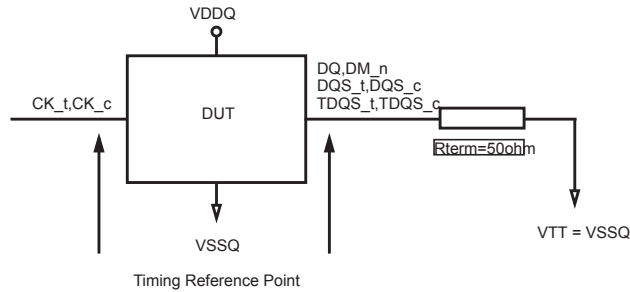 VDDQ
DQ,DM_n
DQS_t,DQS_c
TDQS_t,TDQS_c
CK_t,CK_c
DUT
Rterm=50ohm
VSSQ
VTT = VSSQ
Timing Reference Point